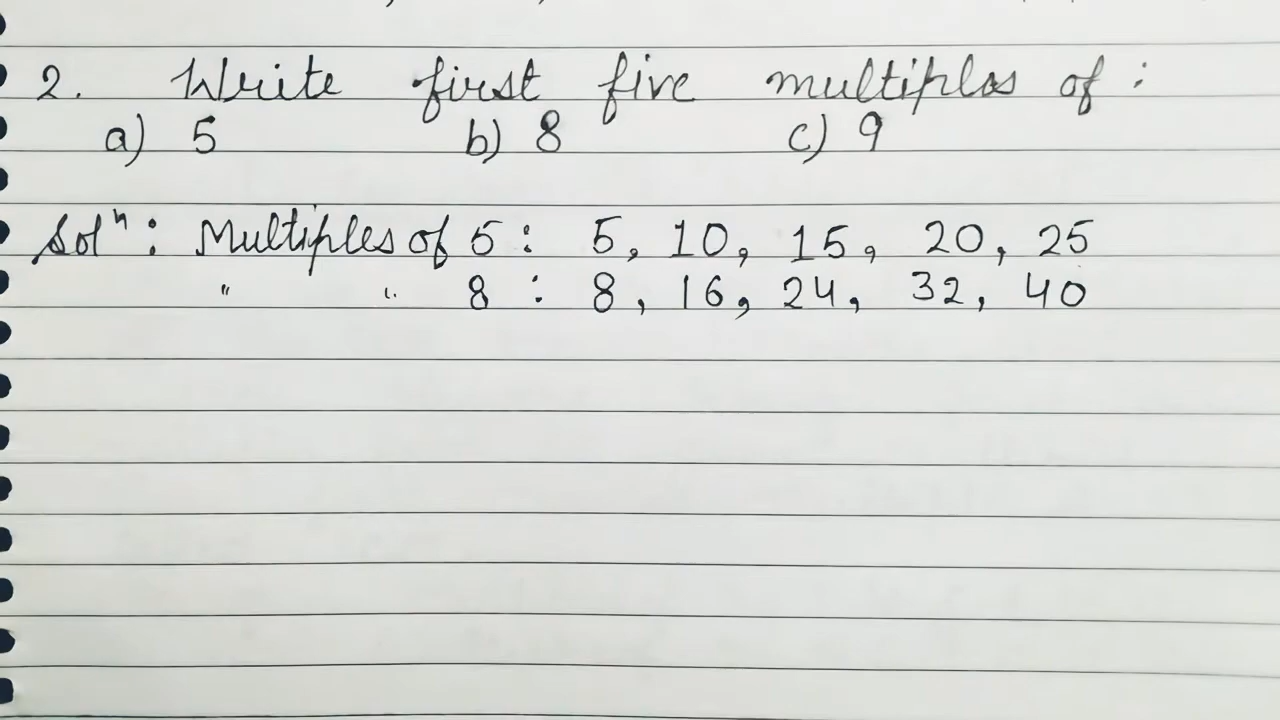 2. Write first five multiples of :
a) 5 b) 8 c) 9
Solⁿ : Multiples of 5 : 5, 10, 15, 20, 25
" " 8 : 8, 16, 24, 32, 40